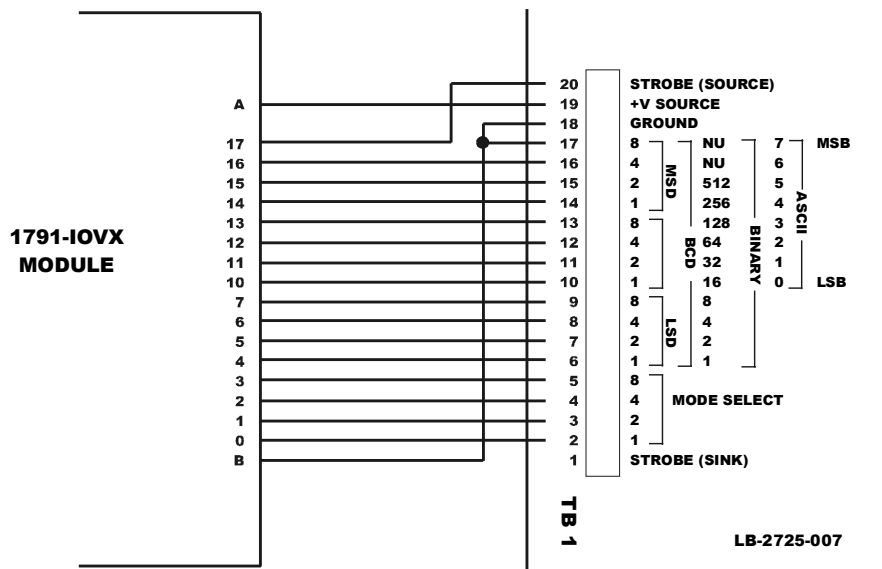 20 STROBE (SOURCE)
A 19 +V SOURCE
18 GROUND
17 17 8 NU 7 MSB
16 16 4 NU 6
15 15 2 512 5
14 14 1 256 4
13 13 8 128 3
12 12 4 64 2
11 11 2 32 1
10 10 1 16 0 LSB
7 9 8 8
6 8 4 4
5 7 2 2
4 6 1 1
3 5 8
2 4 4
1 3 2
0 2 1
B 1 STROBE (SINK)
1791-IOVX
MODULE
MSD
LSD
BCD
BINARY
ASCII
MODE SELECT
TB 1
LB-2725-007